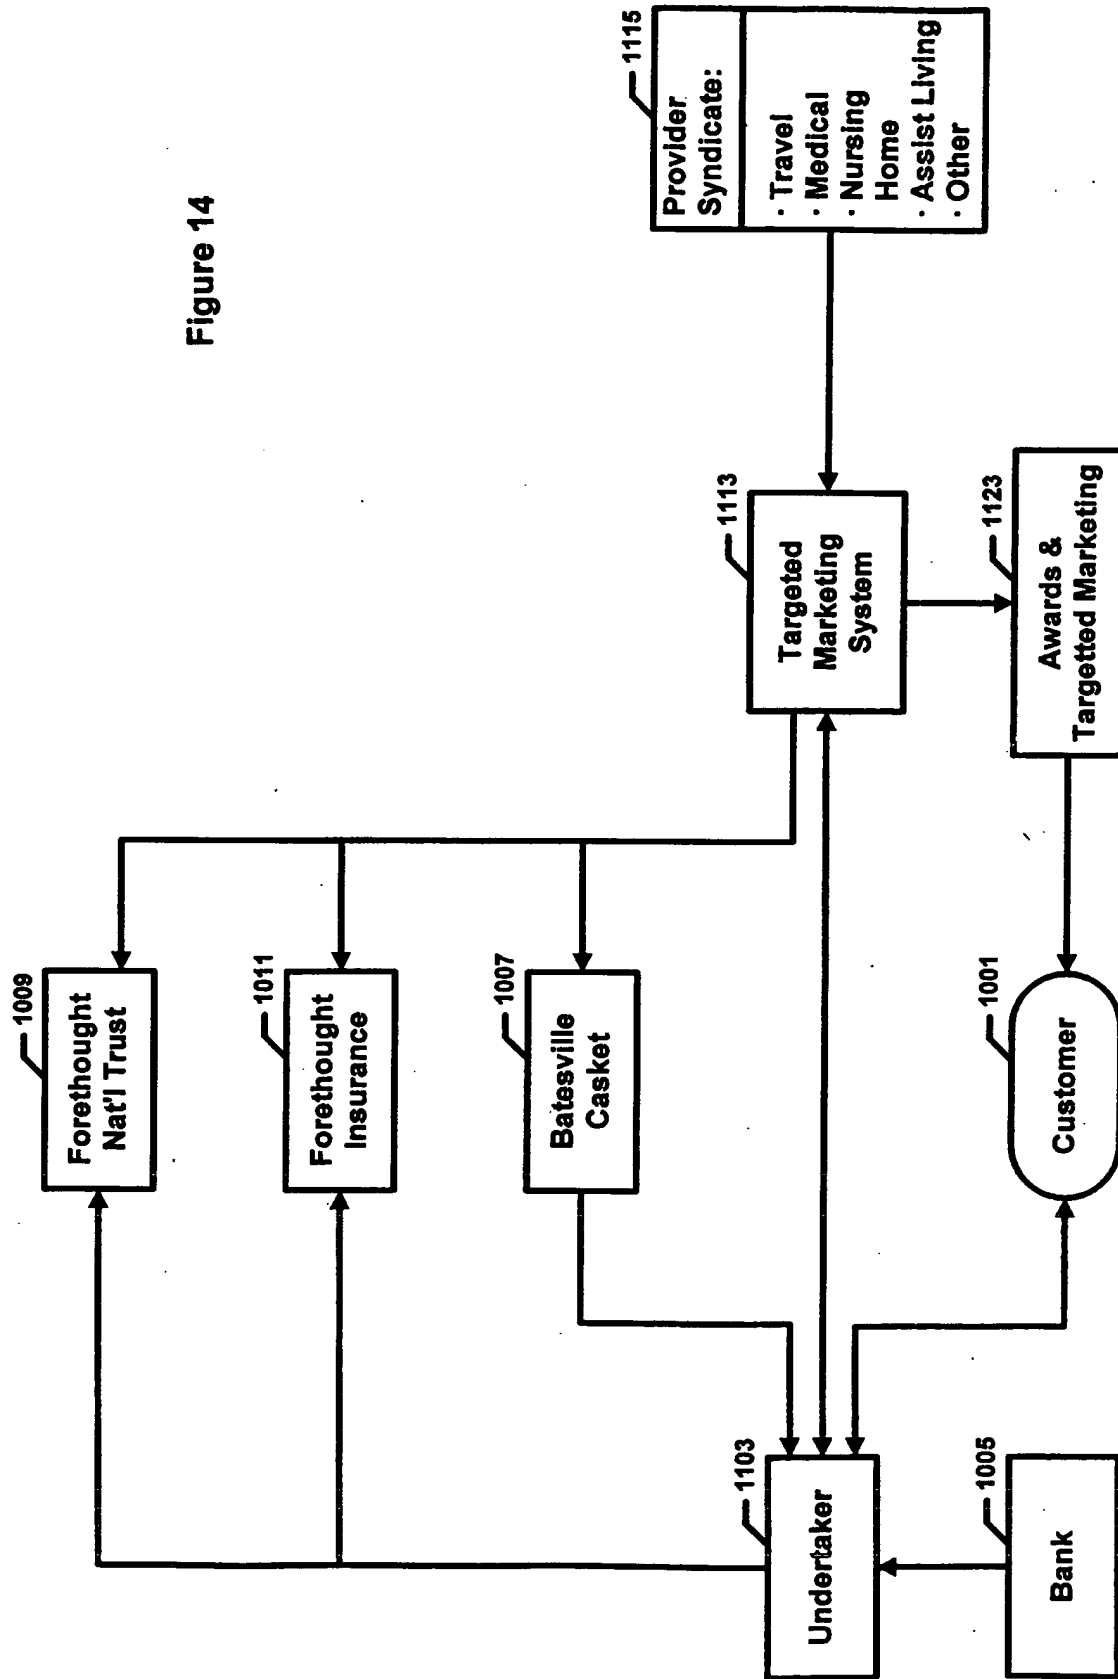 Figure 14
1009
Forethought
Nat'l Trust
1011
Forethought
Insurance
1007
Batesville
Casket
1103
Undertaker
1113
Targeted
Marketing
System
1115
Provider
Syndicate:
· Travel
· Medical
· Nursing
Home
· Assist Living
· Other
1005
Bank
1001
Customer
1123
Awards &
Targetted Marketing